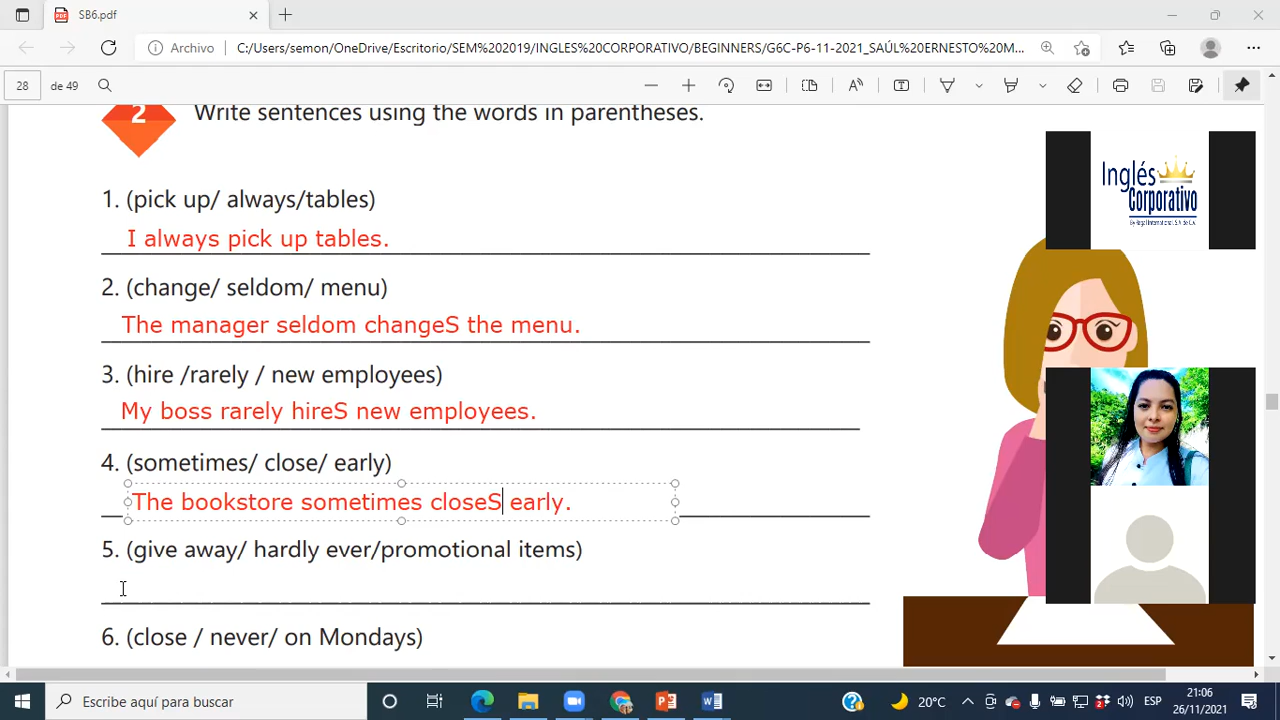 SB6.pdf
Archivo
C:/Users/semon/OneDrive/Escritorio/SEM%202019/INGLES%20CORPORATIVO/BEGINNERS/G6C-P6-11-2021_SAÚL%20ERNESTO%20M...
28 de 49
2 Write sentences using the words in parentheses.
1. (pick up/ always/tables)
I always pick up tables.
2. (change/ seldom/ menu)
The manager seldom changeS the menu.
3. (hire /rarely / new employees)
My boss rarely hireS new employees.
4. (sometimes/ close/ early)
The bookstore sometimes closeS early.
5. (give away/ hardly ever/promotional items)
6. (close / never/ on Mondays)
Inglés
Corporativo
Escribe aquí para buscar
20°C
ESP
21:06
26/11/2021